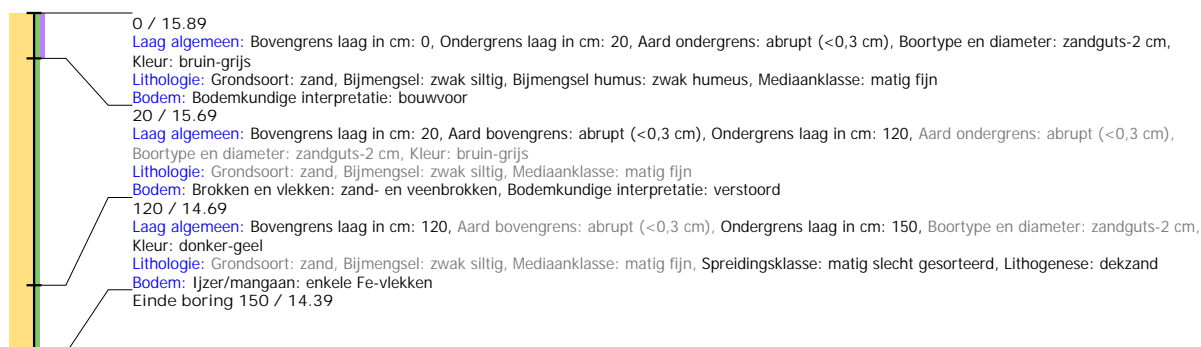 0 / 15.89
Laag algemeen: Bovengrens laag in cm: 0, Ondergrens laag in cm: 20, Aard ondergrens: abrupt (<0,3 cm), Boortype en diameter: zandguts-2 cm,
Kleur: bruin-grijs
Lithologie: Grondsoort: zand, Bijmengsel: zwak siltig, Bijmengsel humus: zwak humeus, Mediaanklasse: matig fijn
Bodem: Bodemkundige interpretatie: bouwvoor
20 / 15.69
Laag algemeen: Bovengrens laag in cm: 20, Aard bovengrens: abrupt (<0,3 cm), Ondergrens laag in cm: 120, Aard ondergrens: abrupt (<0,3 cm),
Boortype en diameter: zandguts-2 cm, Kleur: bruin-grijs
Lithologie: Grondsoort: zand, Bijmengsel: zwak siltig, Mediaanklasse: matig fijn
Bodem: Brokken en vlekken: zand- en veenbrokken, Bodemkundige interpretatie: verstoord
120 / 14.69
Laag algemeen: Bovengrens laag in cm: 120, Aard bovengrens: abrupt (<0,3 cm), Ondergrens laag in cm: 150, Boortype en diameter: zandguts-2 cm,
Kleur: donker-geel
Lithologie: Grondsoort: zand, Bijmengsel: zwak siltig, Mediaanklasse: matig fijn, Spreidingsklasse: matig slecht gesorteerd, Lithogenese: dekzand
Bodem: Ijzer/mangaan: enkele Fe-vlekken
Einde boring 150 / 14.39